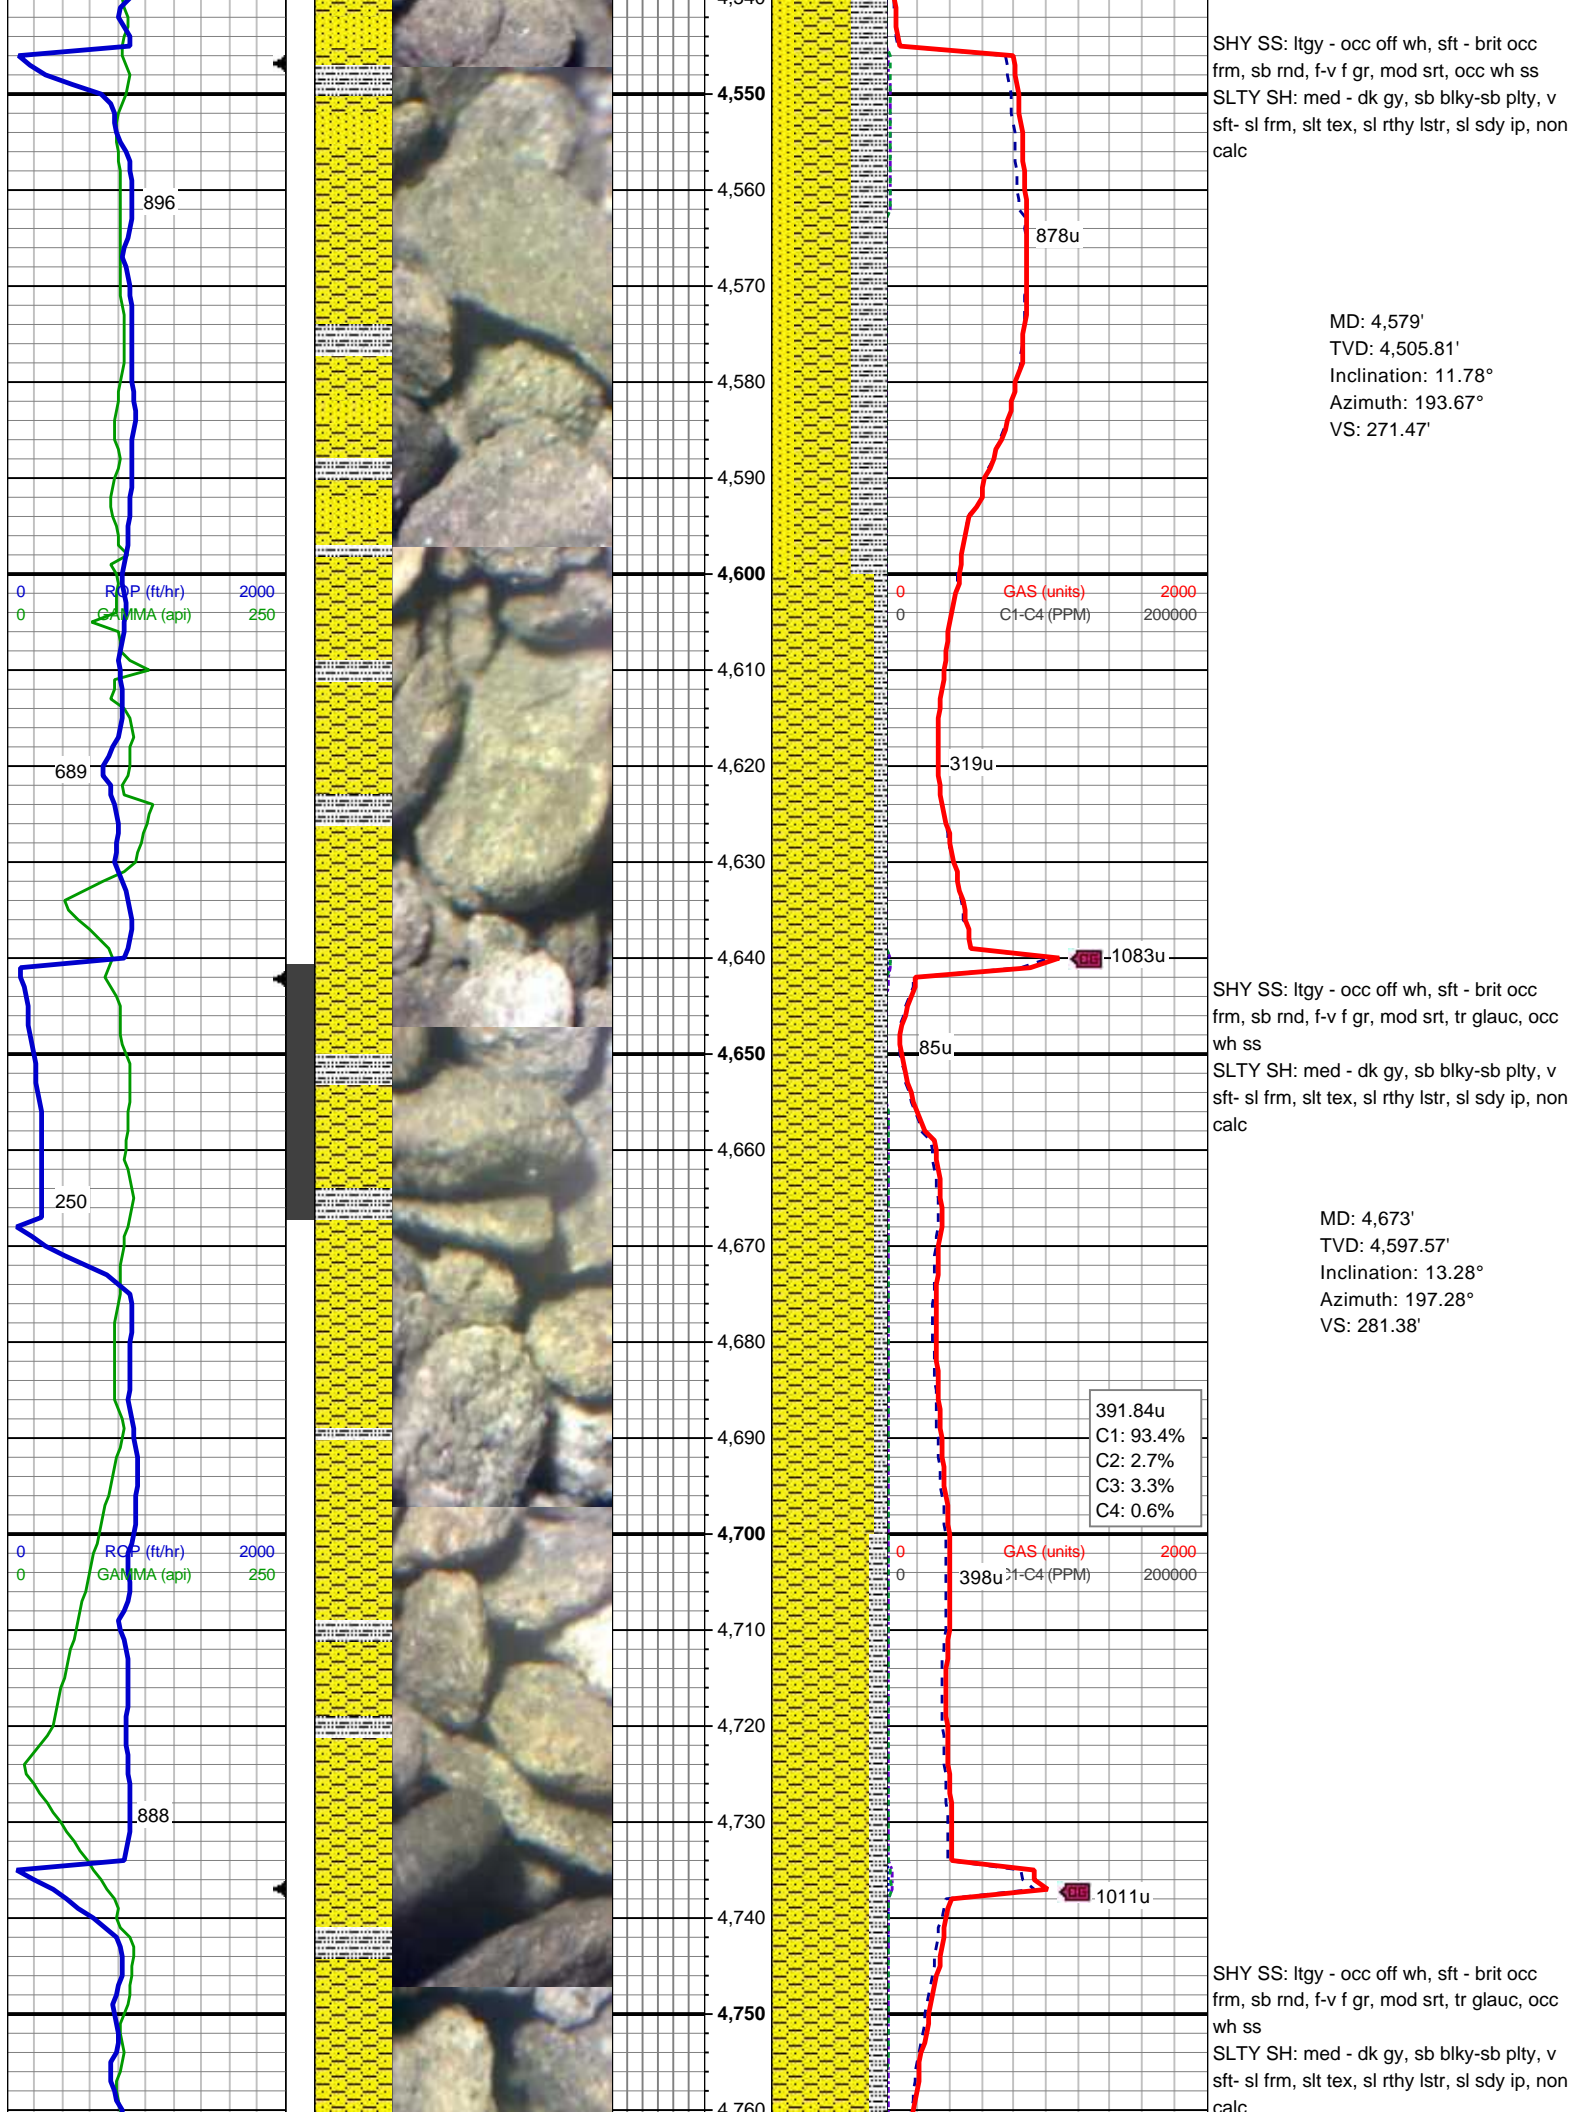 SHY SS: ltgy - occ off wh, sft - brit occ
frm, sb rnd, f-v f gr, mod srt, occ wh ss
4,550
SLTY SH: med - dk gy, sb blky-sb plty, v
sft- sl frm, slt tex, sl rthy lstr, sl sdy ip, non
calc
896
4,560
878u
4,570
MD: 4,579'
TVD: 4,505.81'
Inclination: 11.78°
Azimuth: 193.67°
VS: 271.47'
4,580
4,590
4,600
0 ROP (ft/hr) 2000
0 GAMMA (api) 250
0 GAS (units) 2000
0 C1-C4 (PPM) 200000
4,610
689
4,620
319u
4,630
4,640
DG
1083u
SHY SS: ltgy - occ off wh, sft - brit occ
frm, sb rnd, f-v f gr, mod srt, tr glauc, occ
wh ss
SLTY SH: med - dk gy, sb blky-sb plty, v
sft- sl frm, slt tex, sl rthy lstr, sl sdy ip, non
calc
85u
4,650
4,660
250
4,670
MD: 4,673'
TVD: 4,597.57'
Inclination: 13.28°
Azimuth: 197.28°
VS: 281.38'
4,680
4,690
391.84u
C1: 93.4%
C2: 2.7%
C3: 3.3%
C4: 0.6%
4,700
0 ROP (ft/hr) 2000
0 GAMMA (api) 250
0 GAS (units) 2000
0 398u C1-C4 (PPM) 200000
4,710
4,720
888
4,730
DG
1011u
4,740
SHY SS: ltgy - occ off wh, sft - brit occ
frm, sb rnd, f-v f gr, mod srt, tr glauc, occ
wh ss
4,750
SLTY SH: med - dk gy, sb blky-sb plty, v
sft- sl frm, slt tex, sl rthy lstr, sl sdy ip, non
calc
4,760